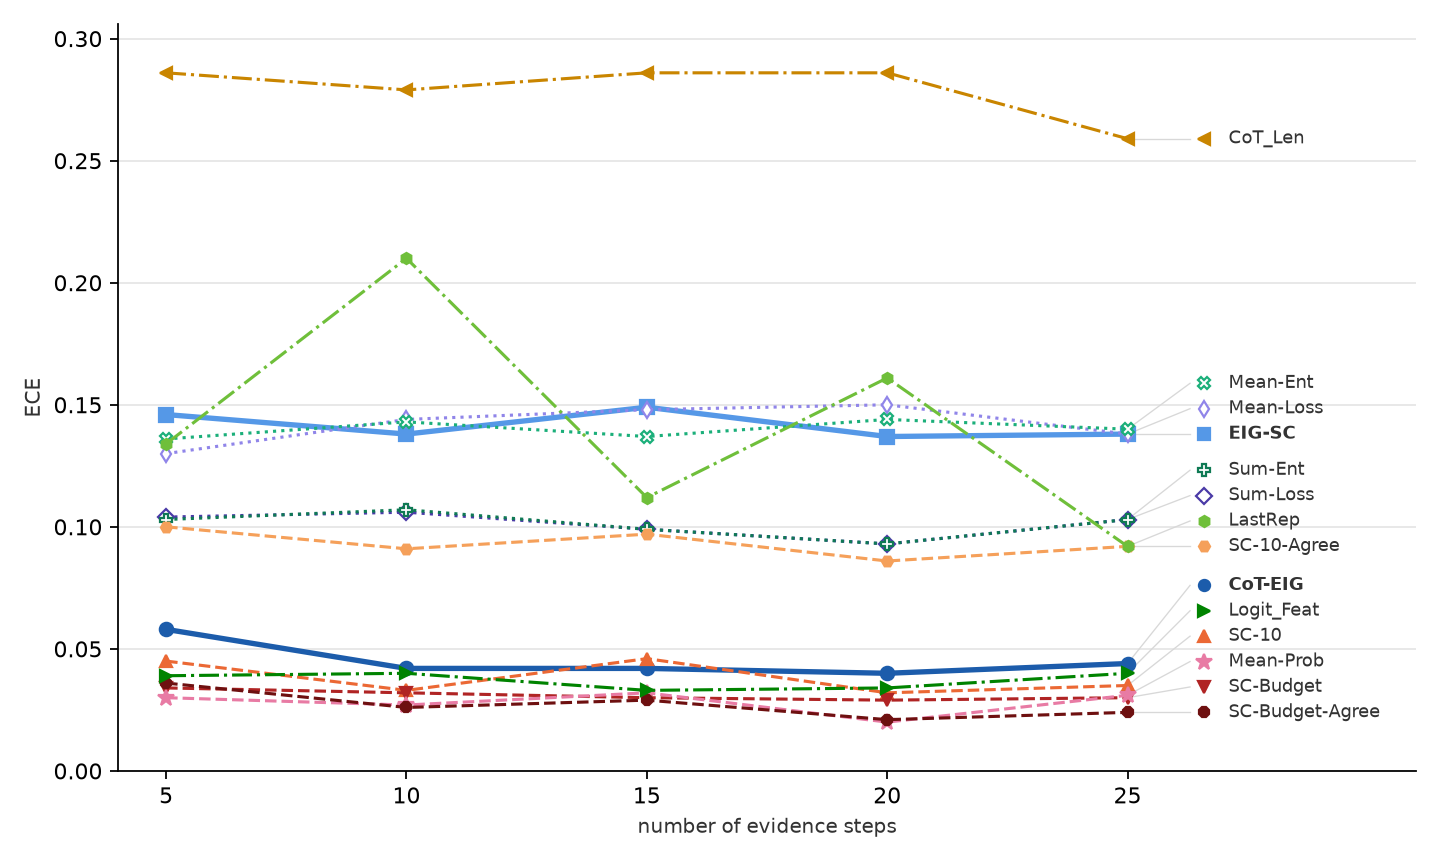 0.30
0.25
0.20
0.15
0.10
0.05
0.00
ECE
5 10 15 20 25
number of evidence steps
CoT_Len
Mean-Ent
Mean-Loss
EIG-SC
Sum-Ent
Sum-Loss
LastRep
SC-10-Agree
CoT-EIG
Logit_Feat
SC-10
Mean-Prob
SC-Budget
SC-Budget-Agree